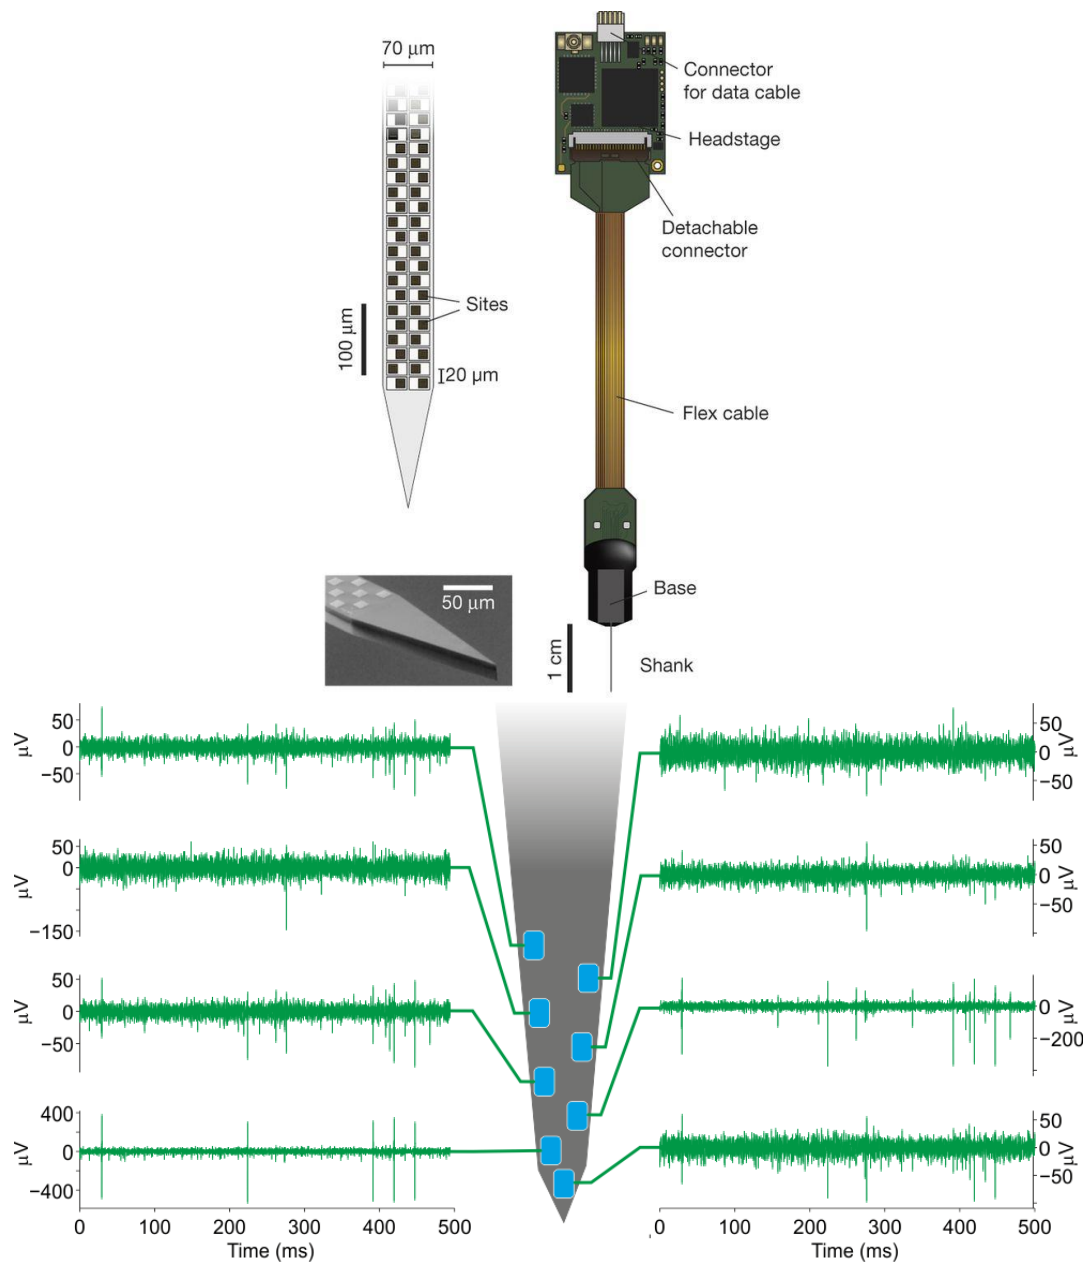 70 μm
Connector
for data cable
Headstage
Detachable
connector
Sites
100 μm
20 μm
Flex cable
50 μm
Base
1 cm
Shank
μV
50
0
−50
50
0
−50
μV
μV
50
0
−150
50
0
−50
μV
μV
50
0
−50
0
−200
μV
μV
400
0
−400
50
0
−50
μV
0 100 200 300 400 500
Time (ms)
0 100 200 300 400 500
Time (ms)